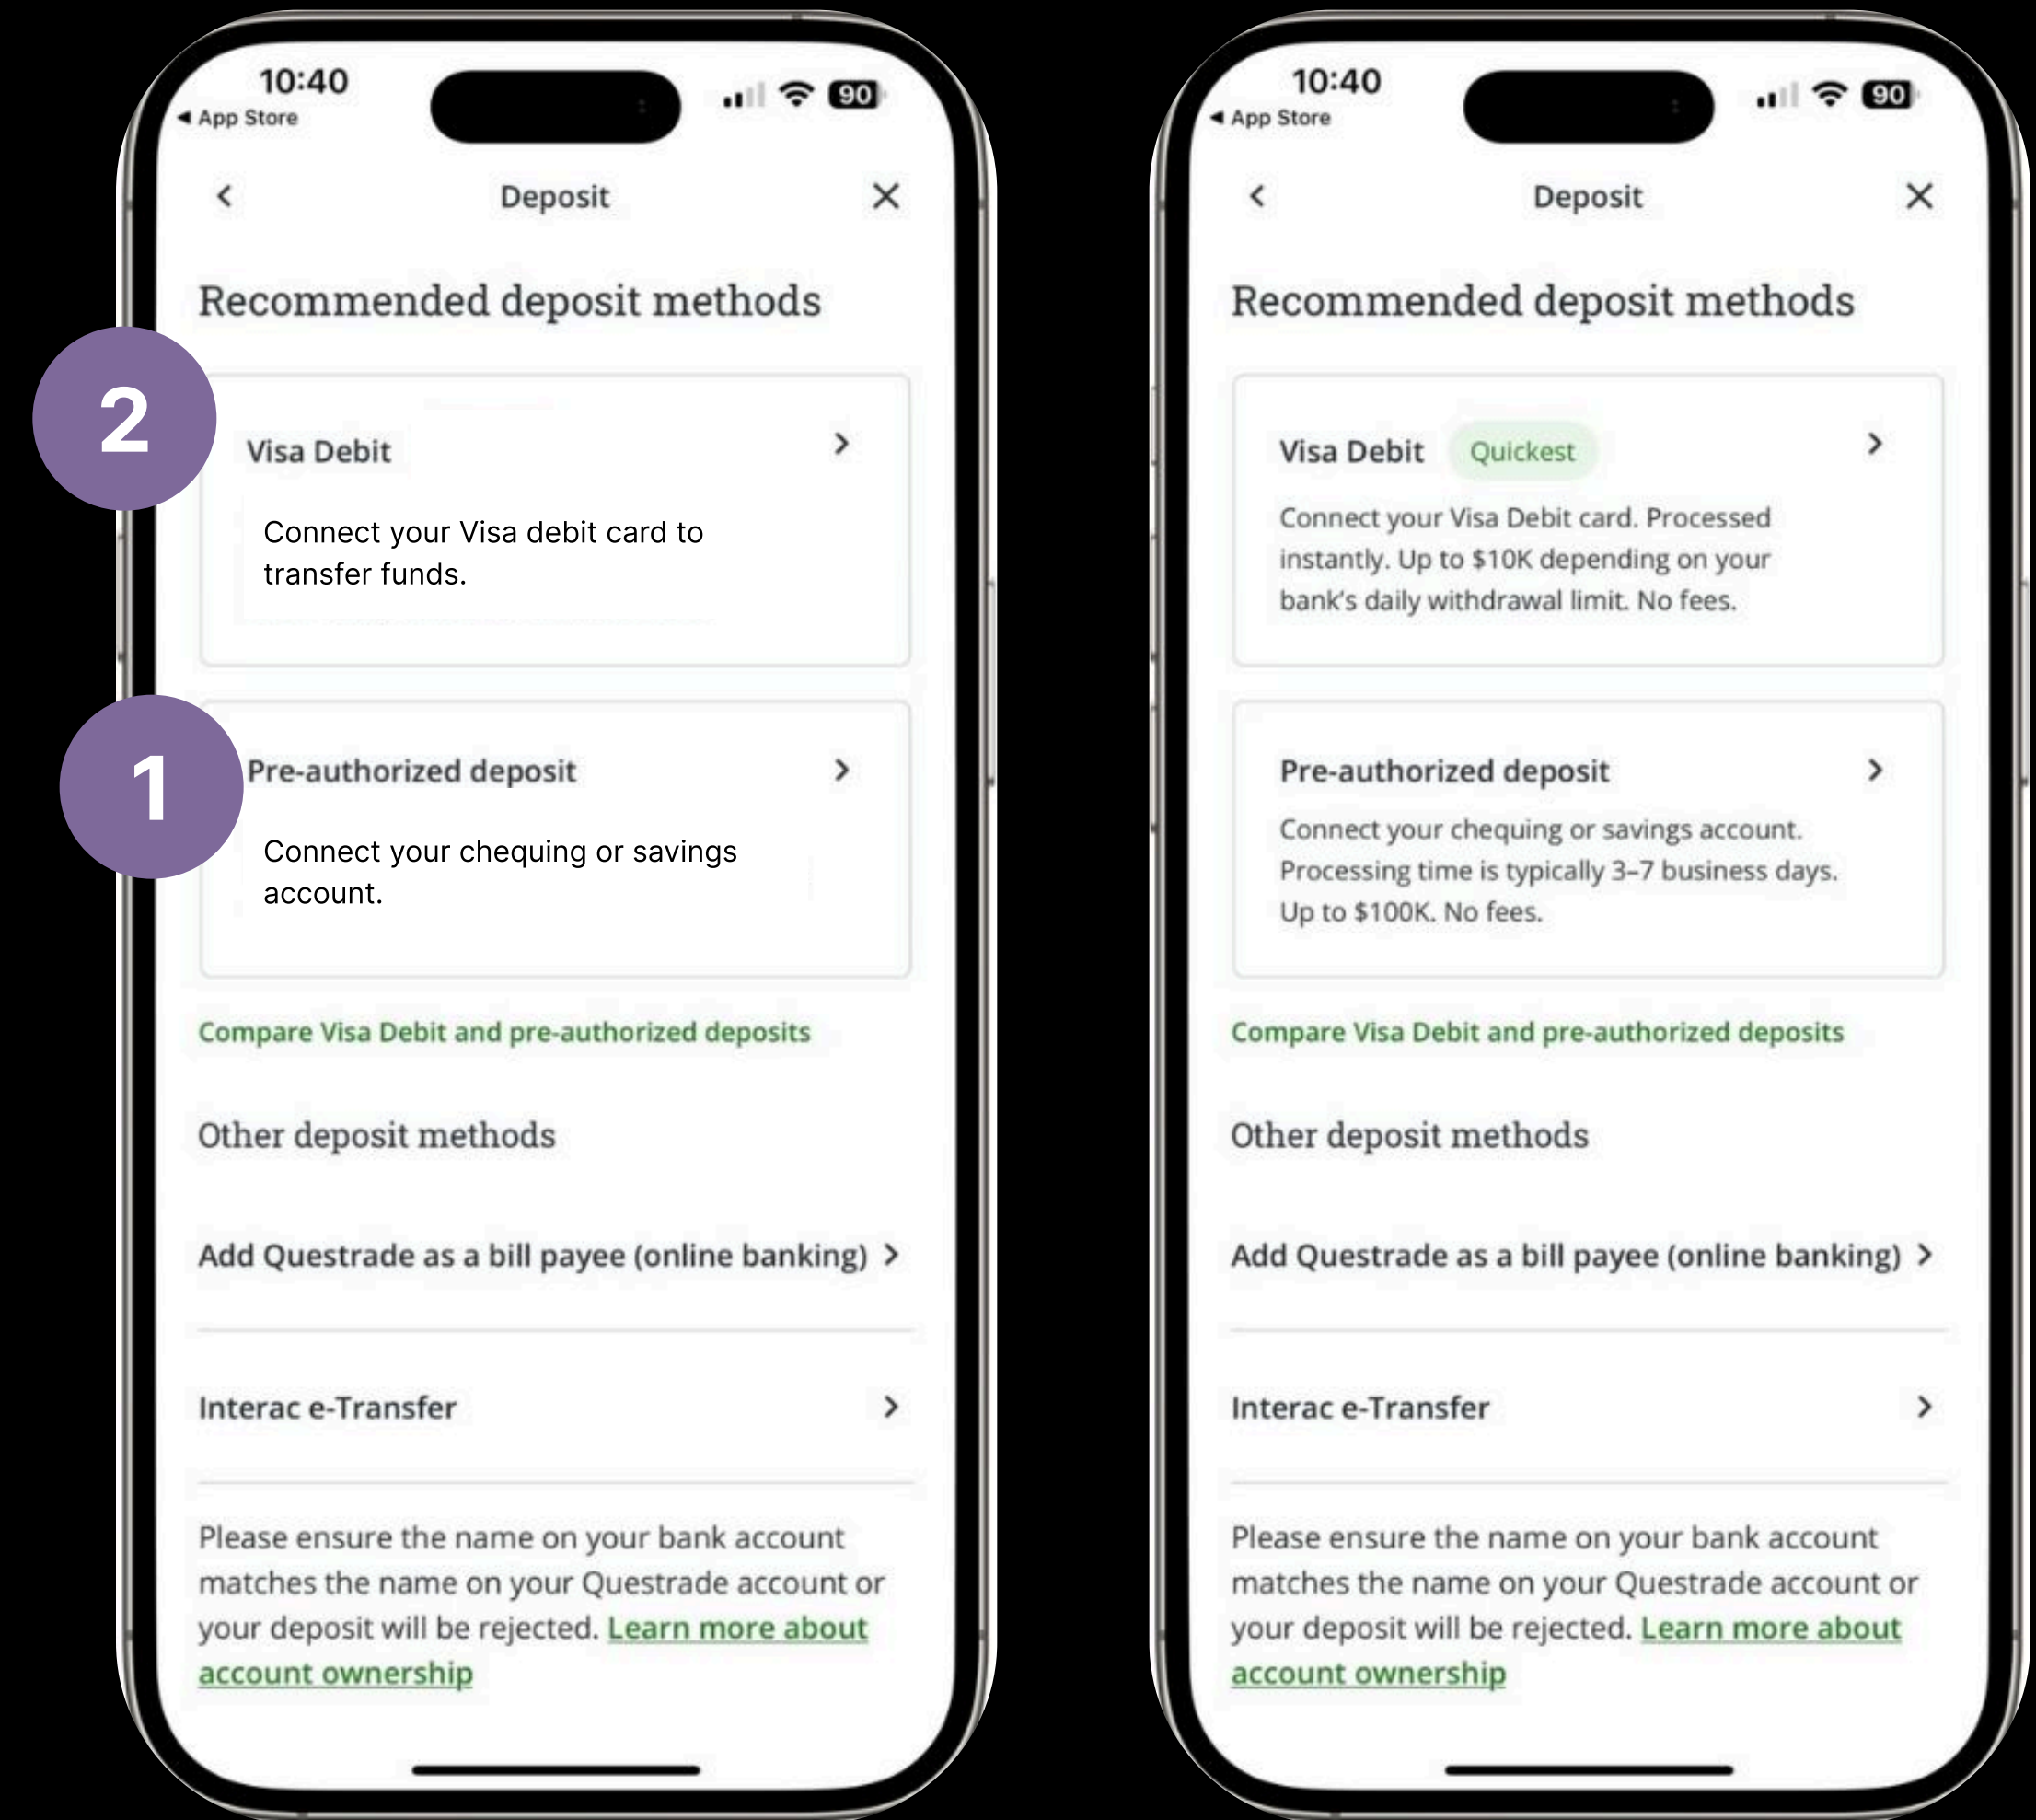 10:40
90
◀ App Store
Deposit
Recommended deposit methods
2
Visa Debit
Connect your Visa debit card to
transfer funds.
1
Pre-authorized deposit
Connect your chequing or savings
account.
Compare Visa Debit and pre-authorized deposits
Other deposit methods
Add Questrade as a bill payee (online banking)
Interac e-Transfer
Please ensure the name on your bank account
matches the name on your Questrade account or
your deposit will be rejected. Learn more about
account ownership
10:40
90
◀ App Store
Deposit
Recommended deposit methods
Visa Debit Quickest
Connect your Visa Debit card. Processed
instantly. Up to $10K depending on your
bank's daily withdrawal limit. No fees.
Pre-authorized deposit
Connect your chequing or savings account.
Processing time is typically 3–7 business days.
Up to $100K. No fees.
Compare Visa Debit and pre-authorized deposits
Other deposit methods
Add Questrade as a bill payee (online banking)
Interac e-Transfer
Please ensure the name on your bank account
matches the name on your Questrade account or
your deposit will be rejected. Learn more about
account ownership